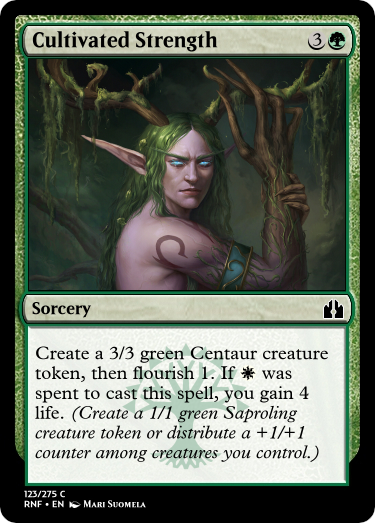 Cultivated Strength 3
Sorcery
Create a 3/3 green Centaur creature
token, then flourish 1. If was
spent to cast this spell, you gain 4
life. (Create a 1/1 green Saproling
creature token or distribute a +1/+1
counter among creatures you control.)
123/275 C
RNF • EN Mari Suomela